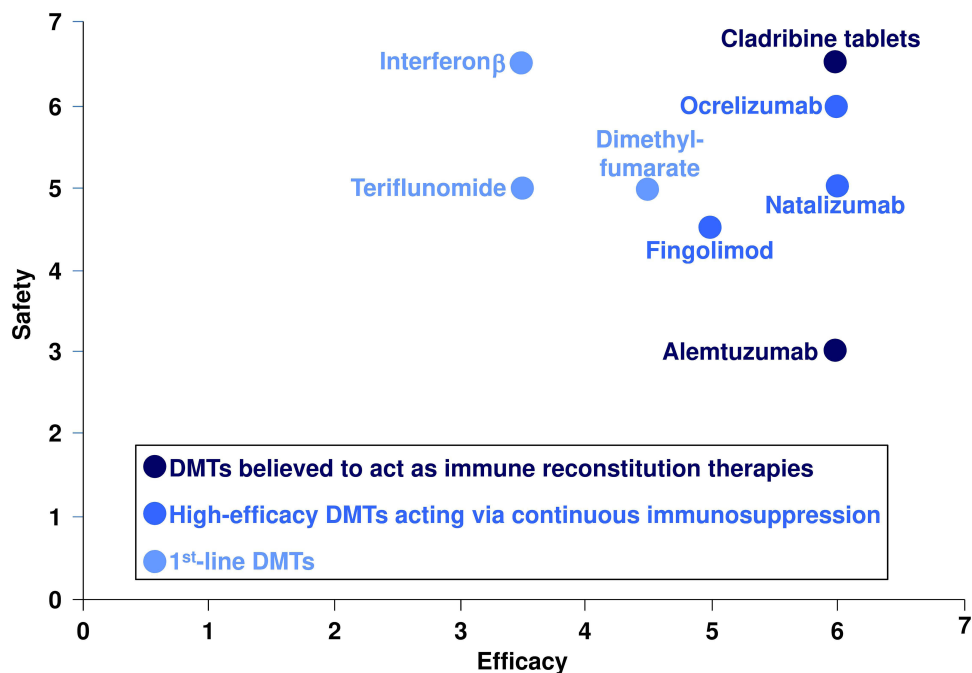 7
Cladribine tablets
Interferon β
6
Ocrelizumab
Dimethyl-
fumarate
5
Teriflunomide
Natalizumab
Fingolimod
4
Safety
3
Alemtuzumab
2
DMTs believed to act as immune reconstitution therapies
1
High-efficacy DMTs acting via continuous immunosuppression
1st-line DMTs
0
0 1 2 3 4 5 6 7
Efficacy